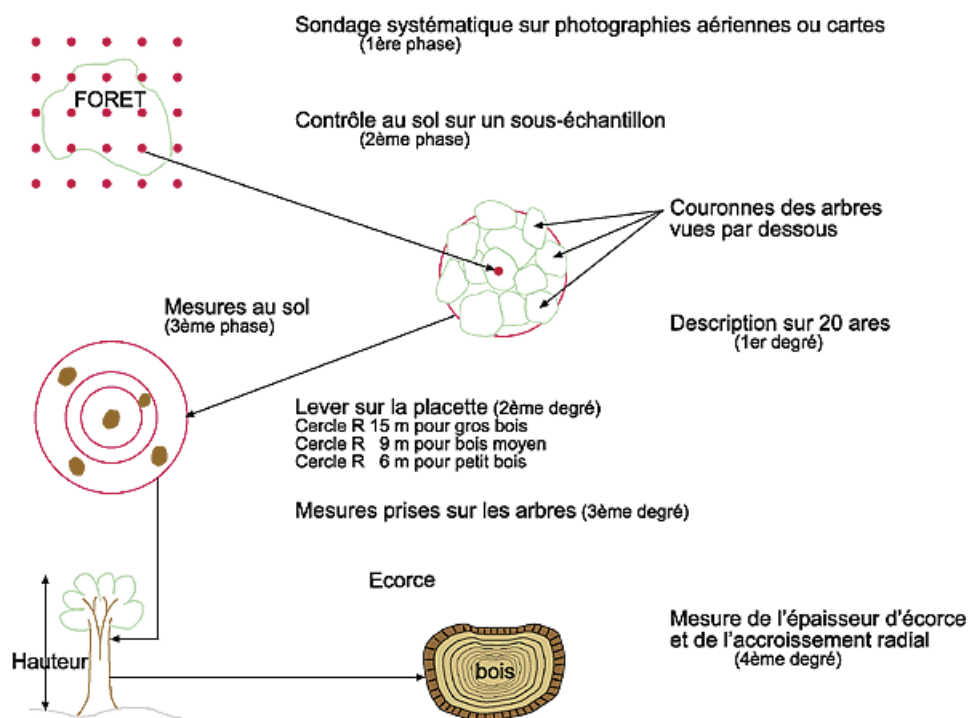 Sondage systématique sur photographies aériennes ou cartes
(1ère phase)
FORET
Contrôle au sol sur un sous-échantillon
(2ème phase)
Couronnes des arbres
vues par dessous
Mesures au sol
(3ème phase)
Description sur 20 ares
(1er degré)
Lever sur la placette (2ème degré)
Cercle R 15 m pour gros bois
Cercle R 9 m pour bois moyen
Cercle R 6 m pour petit bois
Mesures prises sur les arbres (3ème degré)
Ecorce
Mesure de l'épaisseur d'écorce
et de l'accroissement radial
(4ème degré)
Hauteur
bois